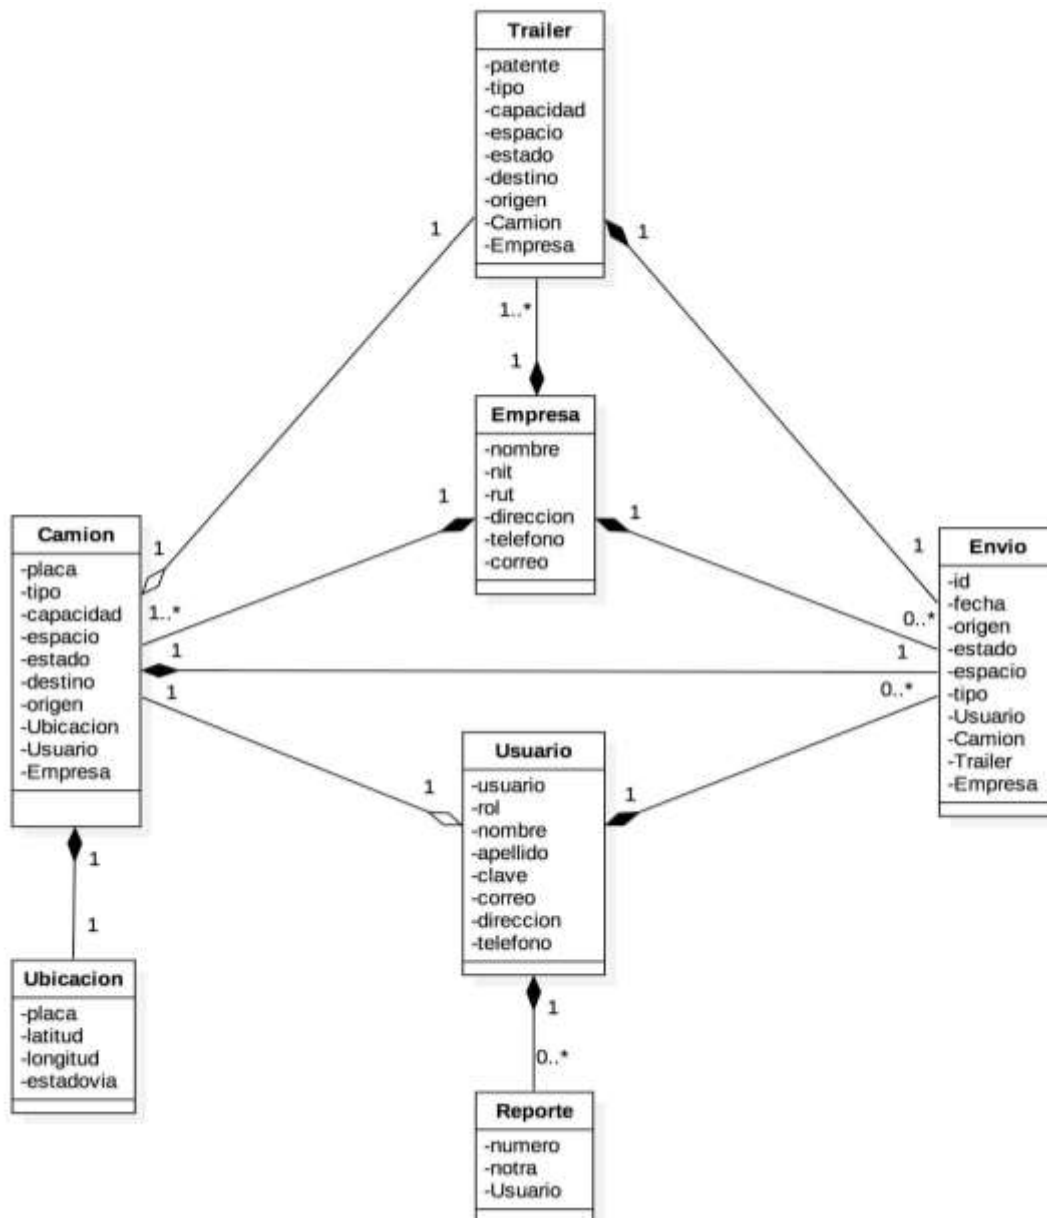 Trailer
-patente
-tipo
-capacidad
-espacio
-estado
-destino
-origen
-Camion
-Empresa
1
1
1..*
1
Empresa
-nombre
-nit
-rut
-direccion
-telefono
-correo
1
1
Camion
-placa
-tipo
-capacidad
-espacio
-estado
-destino
-origen
-Ubicacion
-Usuario
-Empresa
1
1..*
1
1
1
Envio
-id
-fecha
-origen
-estado
-espacio
-tipo
-Usuario
-Camion
-Trailer
-Empresa
0..*
1
0..*
Usuario
-usuario
-rol
-nombre
-apellido
-clave
-correo
-direccion
-telefono
1
1
1
1
Ubicacion
-placa
-latitud
-longitud
-estadovia
1
0..*
Reporte
-numero
-notra
-Usuario